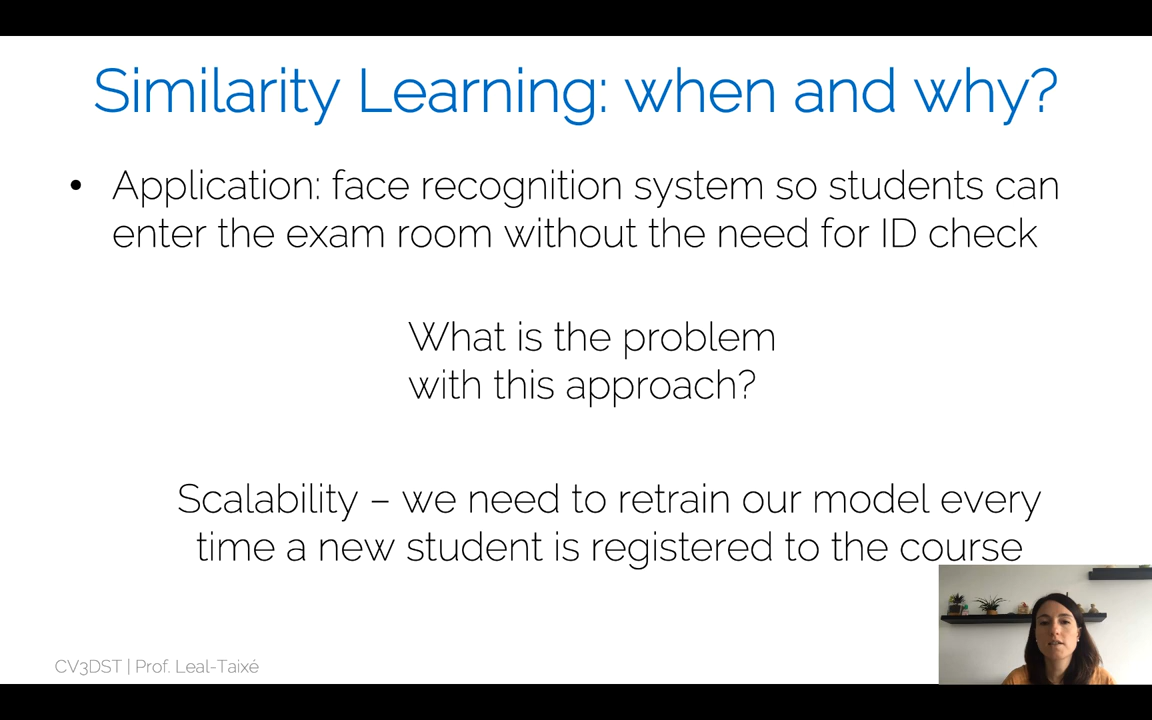 Similarity Learning: when and why?
• Application: face recognition system so students can
enter the exam room without the need for ID check
What is the problem
with this approach?
Scalability – we need to retrain our model every
time a new student is registered to the course
CV3DST | Prof. Leal-Taixé